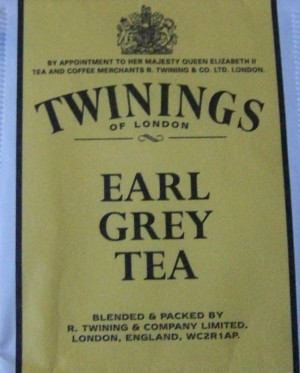 BY APPOINTMENT TO HER MAJESTY QUEEN ELIZABETH II
TEA AND COFFEE MERCHANTS R. TWINING & CO. LTD. LONDON.
TWININGS
OF LONDON
EARL
GREY
TEA
BLENDED & PACKED BY
R. TWINING & COMPANY LIMITED.
LONDON, ENGLAND, WC2R1AP.